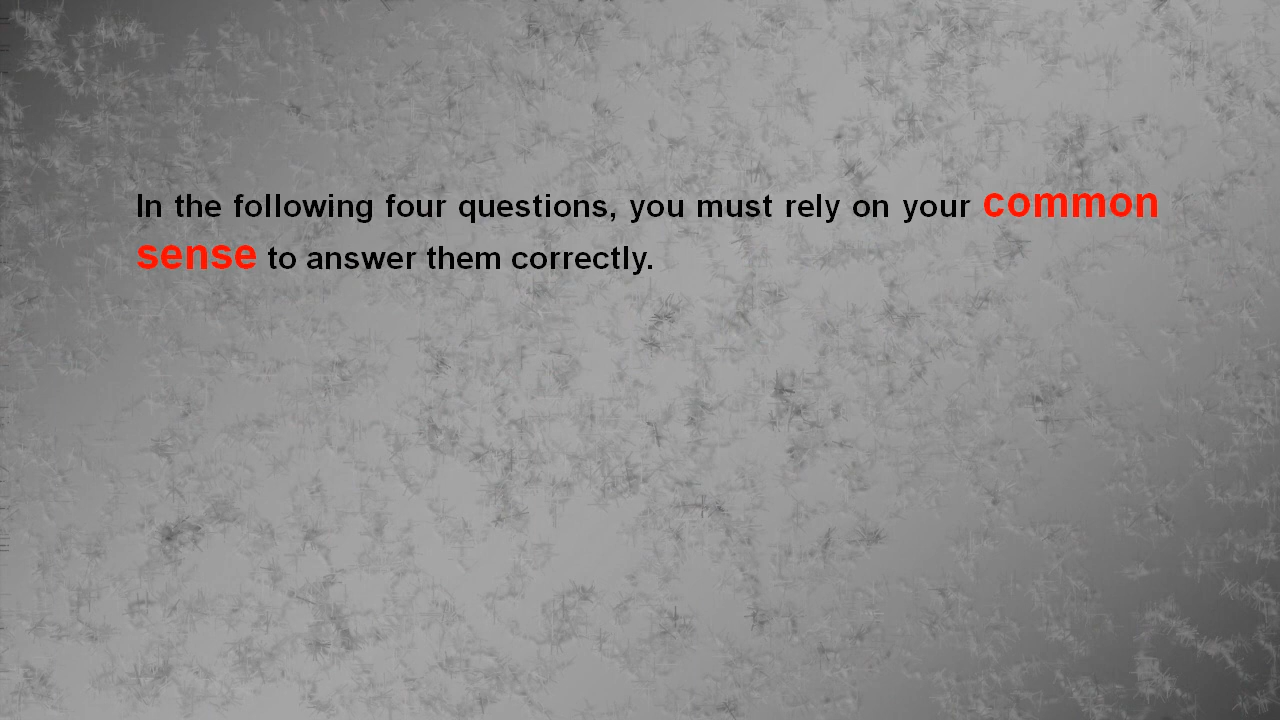 In the following four questions, you must rely on your common
sense to answer them correctly.